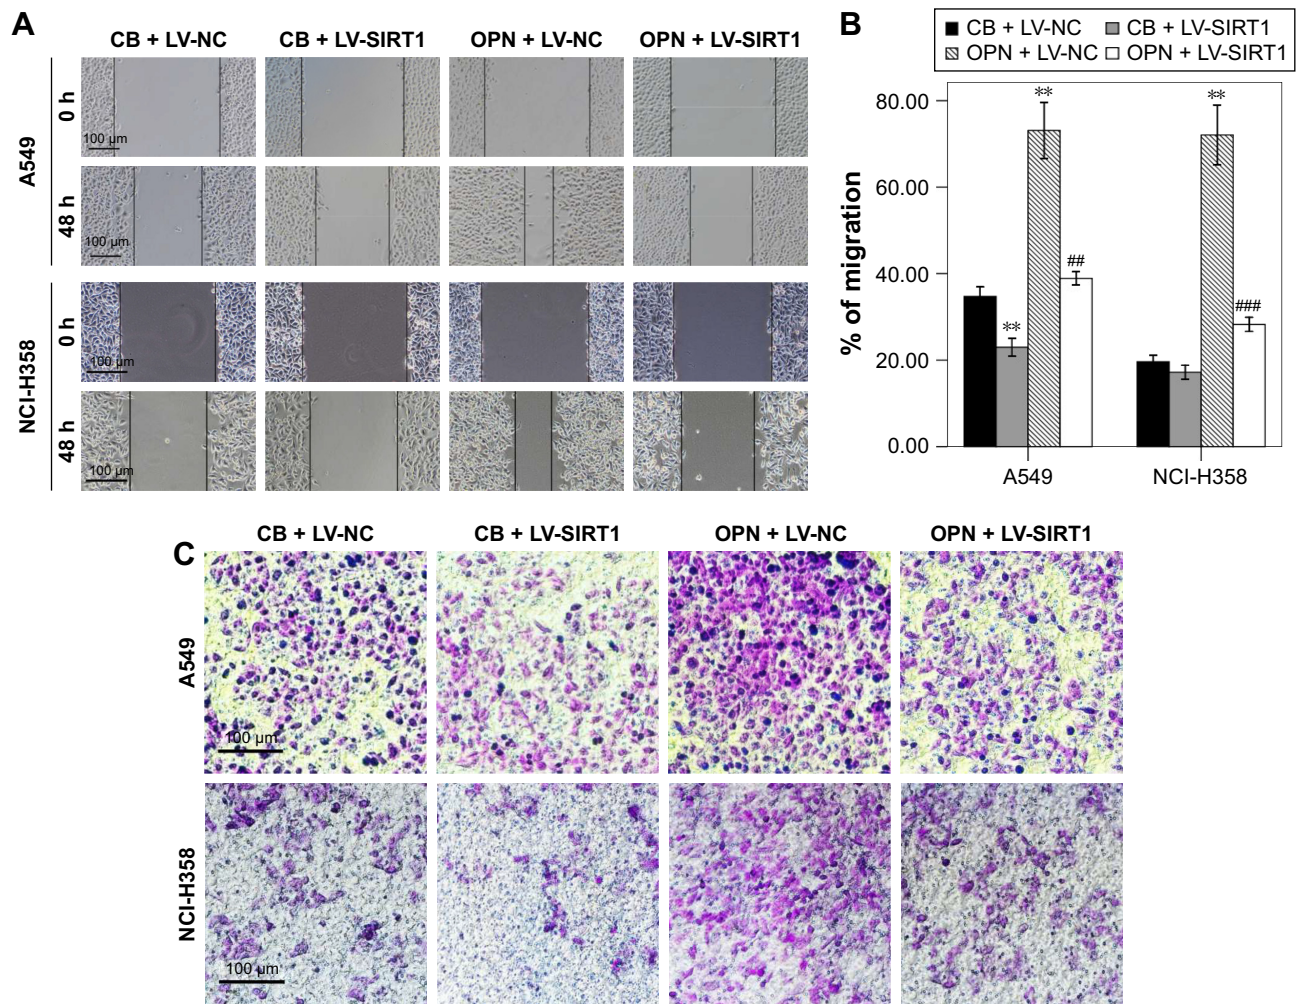 A
CB + LV-NC
CB + LV-SIRT1
OPN + LV-NC
OPN + LV-SIRT1
A549
0 h
100 µm
48 h
100 µm
NCI-H358
0 h
100 µm
48 h
100 µm
B
CB + LV-NC
CB + LV-SIRT1
OPN + LV-NC
OPN + LV-SIRT1
% of migration
80.00
60.00
40.00
20.00
0.00
**
**
##
**
###
A549
NCI-H358
C
CB + LV-NC
CB + LV-SIRT1
OPN + LV-NC
OPN + LV-SIRT1
A549
100 µm
NCI-H358
100 µm